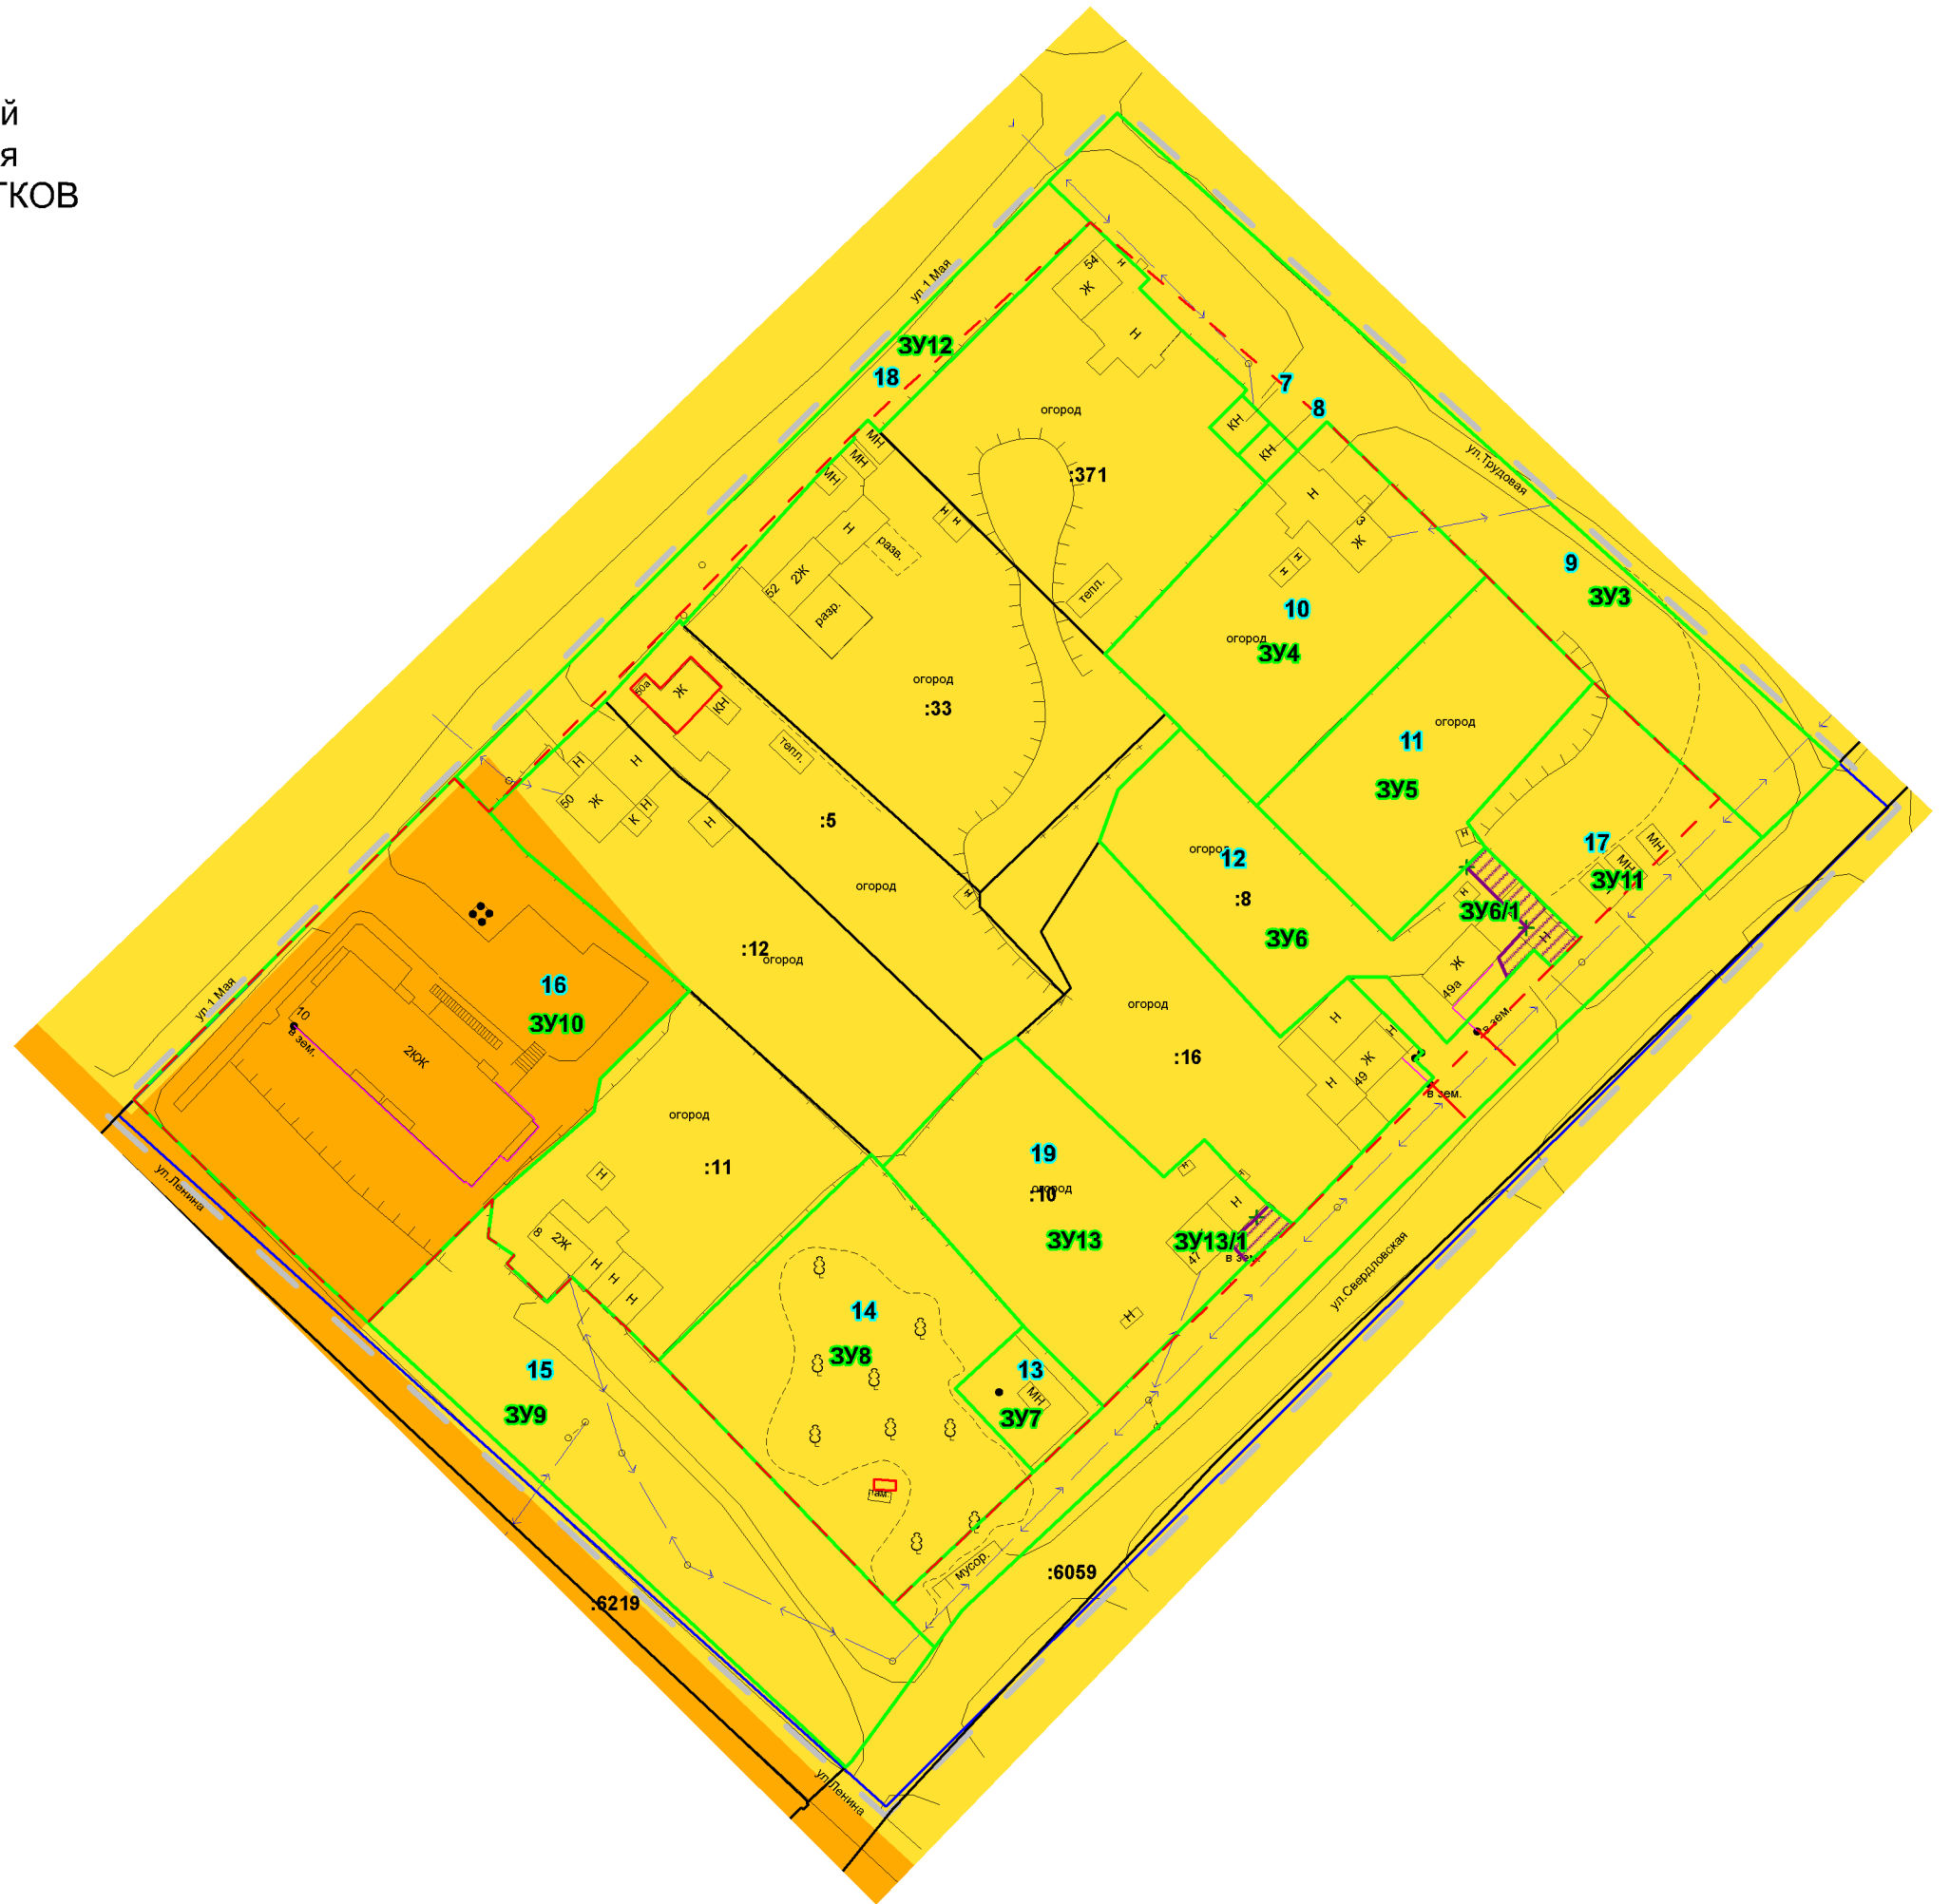 й
я
ТКОВ
ул.1 Мая
ЗУ12
18
54
н
Ж
Н
7
8
огород
КН
КН
:371
МН
МН
МН
ул.Трудовая
Н
З
Ж
н
н
н
н
Н
разв.
2Ж
52
разр.
тепл.
9
ЗУ3
10
огород
ЗУ4
огород
:33
50а
Ж
КН
тепл.
Н
Н
50
Ж
К
Н
Н
:5
огород
11
ЗУ5
огород
12
:8
ЗУ6
н
17
МН
МН
ЗУ11
н
ЗУ6/1
Н
Ж
49а
в зем.
огород
н
:12
огород
16
ЗУ10
ул.1 Мая
10
в зем.
2ЮЖ
огород
:16
Н
Н
Ж
Н
49
в зем.
огород
:11
Н
8
2Ж
Н
Н
Н
19
огород
:10
ЗУ13
н
т
Н
ЗУ13/1
47
в зем.
Н
ул.Ленина
ул.Свердловская
14
ЗУ8
13
МН
ЗУ7
15
ЗУ9
пам.
мусор.
:6059
:6219
ул.Ленина